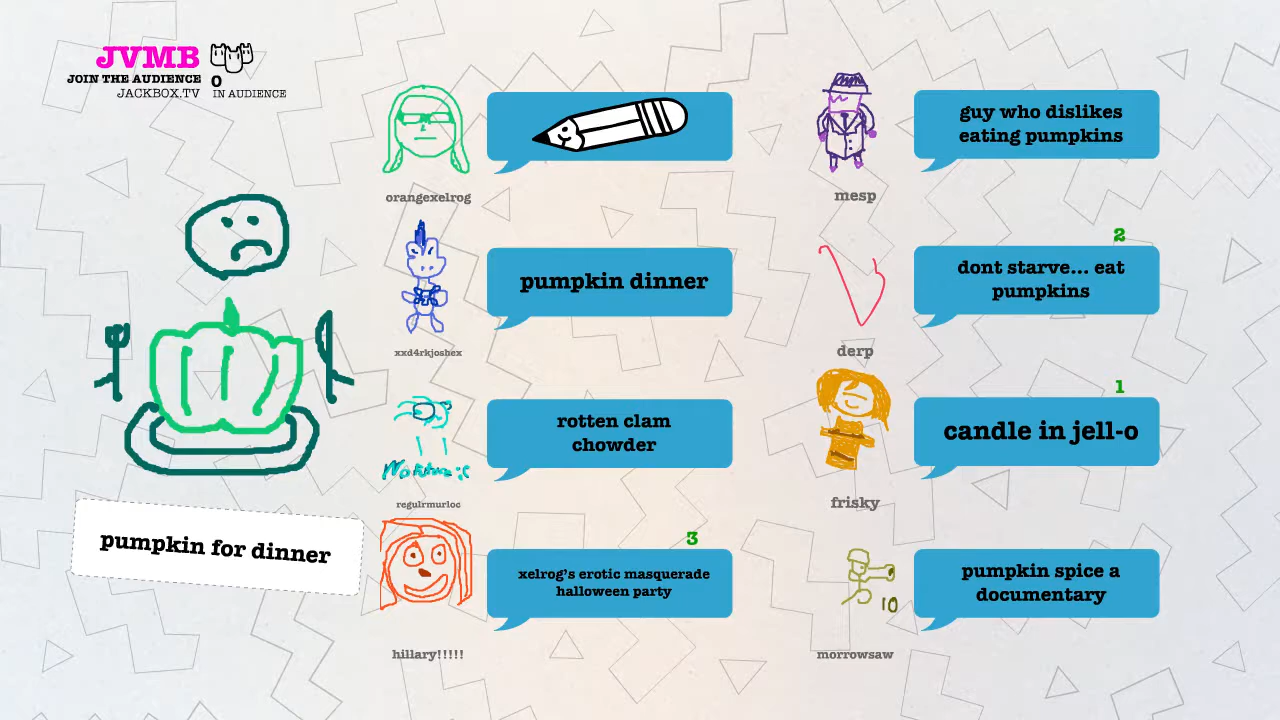 JVMB
JOIN THE AUDIENCE
JACKBOX.TV
0
IN AUDIENCE
pumpkin for dinner
orangexelrog
pumpkin dinner
xxd4rkjoshex
rotten clam
chowder
regulrmurloc
3
xelrog's erotic masquerade
halloween party
hillary!!!!!
guy who dislikes
eating pumpkins
mesp
2
dont starve... eat
pumpkins
derp
1
candle in jell-o
frisky
pumpkin spice a
documentary
10
morrowsaw